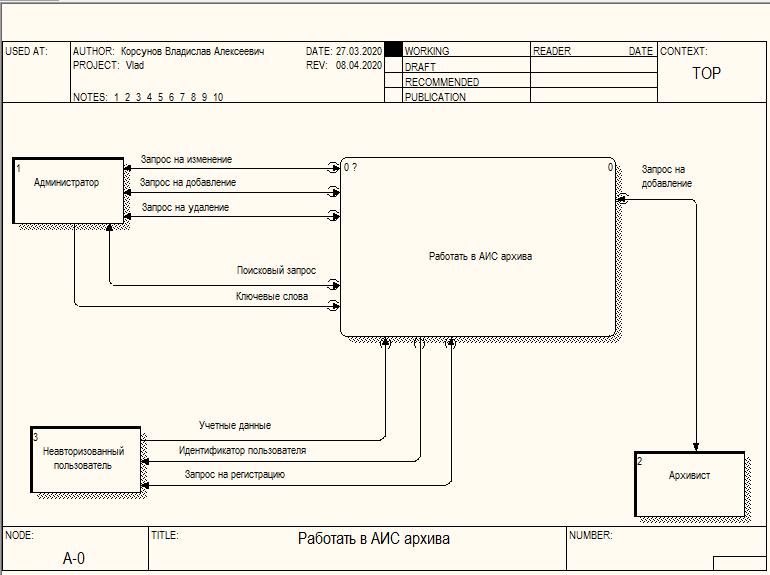 USED AT:
AUTHOR: Корсунов Владислав Алексеевич
DATE: 27.03.2020
WORKING
READER
DATE
CONTEXT:
PROJECT: Vlad
REV: 08.04.2020
DRAFT
TOP
RECOMMENDED
NOTES: 1 2 3 4 5 6 7 8 9 10
PUBLICATION
1
Администратор
Запрос на изменение
Запрос на добавление
Запрос на удаление
0 ?
0
Работать в АИС архива
Запрос на
добавление
Поисковый запрос
Ключевые слова
3
Неавторизованный
пользователь
Учетные данные
Идентификатор пользователя
Запрос на регистрацию
2
Архивист
NODE:
A-0
TITLE:
Работать в АИС архива
NUMBER: